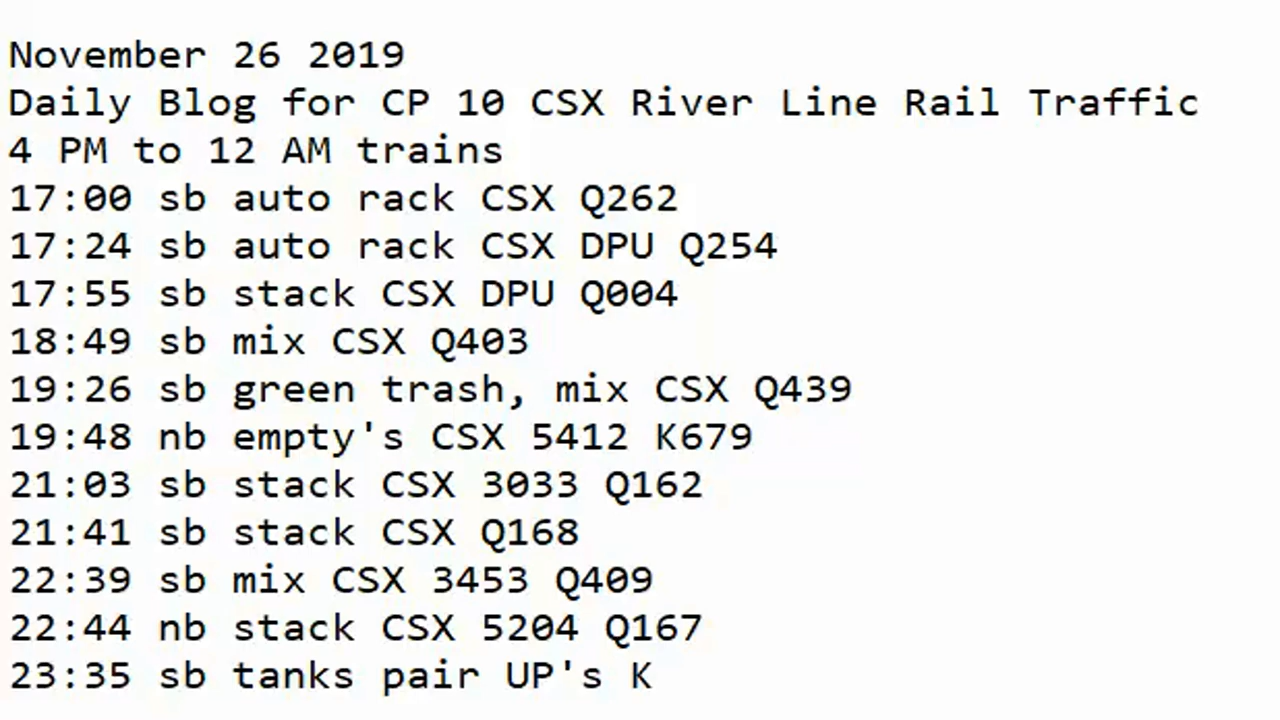 November 26 2019
Daily Blog for CP 10 CSX River Line Rail Traffic
4 PM to 12 AM trains
17:00 sb auto rack CSX Q262
17:24 sb auto rack CSX DPU Q254
17:55 sb stack CSX DPU Q004
18:49 sb mix CSX Q403
19:26 sb green trash, mix CSX Q439
19:48 nb empty's CSX 5412 K679
21:03 sb stack CSX 3033 Q162
21:41 sb stack CSX Q168
22:39 sb mix CSX 3453 Q409
22:44 nb stack CSX 5204 Q167
23:35 sb tanks pair UP's K